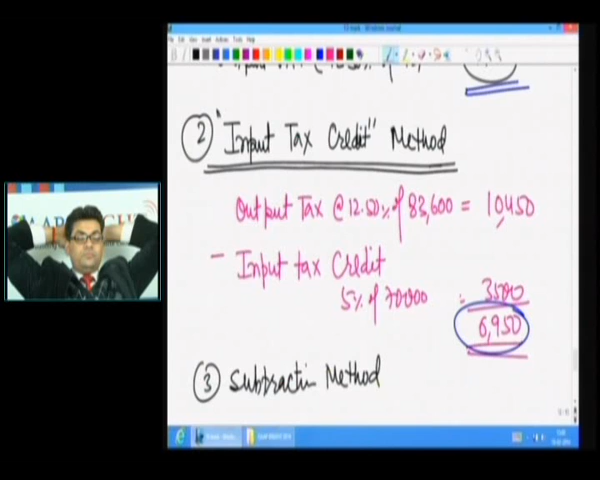 ② "Input Tax Credit" Method
Output Tax @ 12.50% of 83,600 = 10,450
- Input tax Credit
5% of 70000 = 3500
6,950
③ Subtractin Method